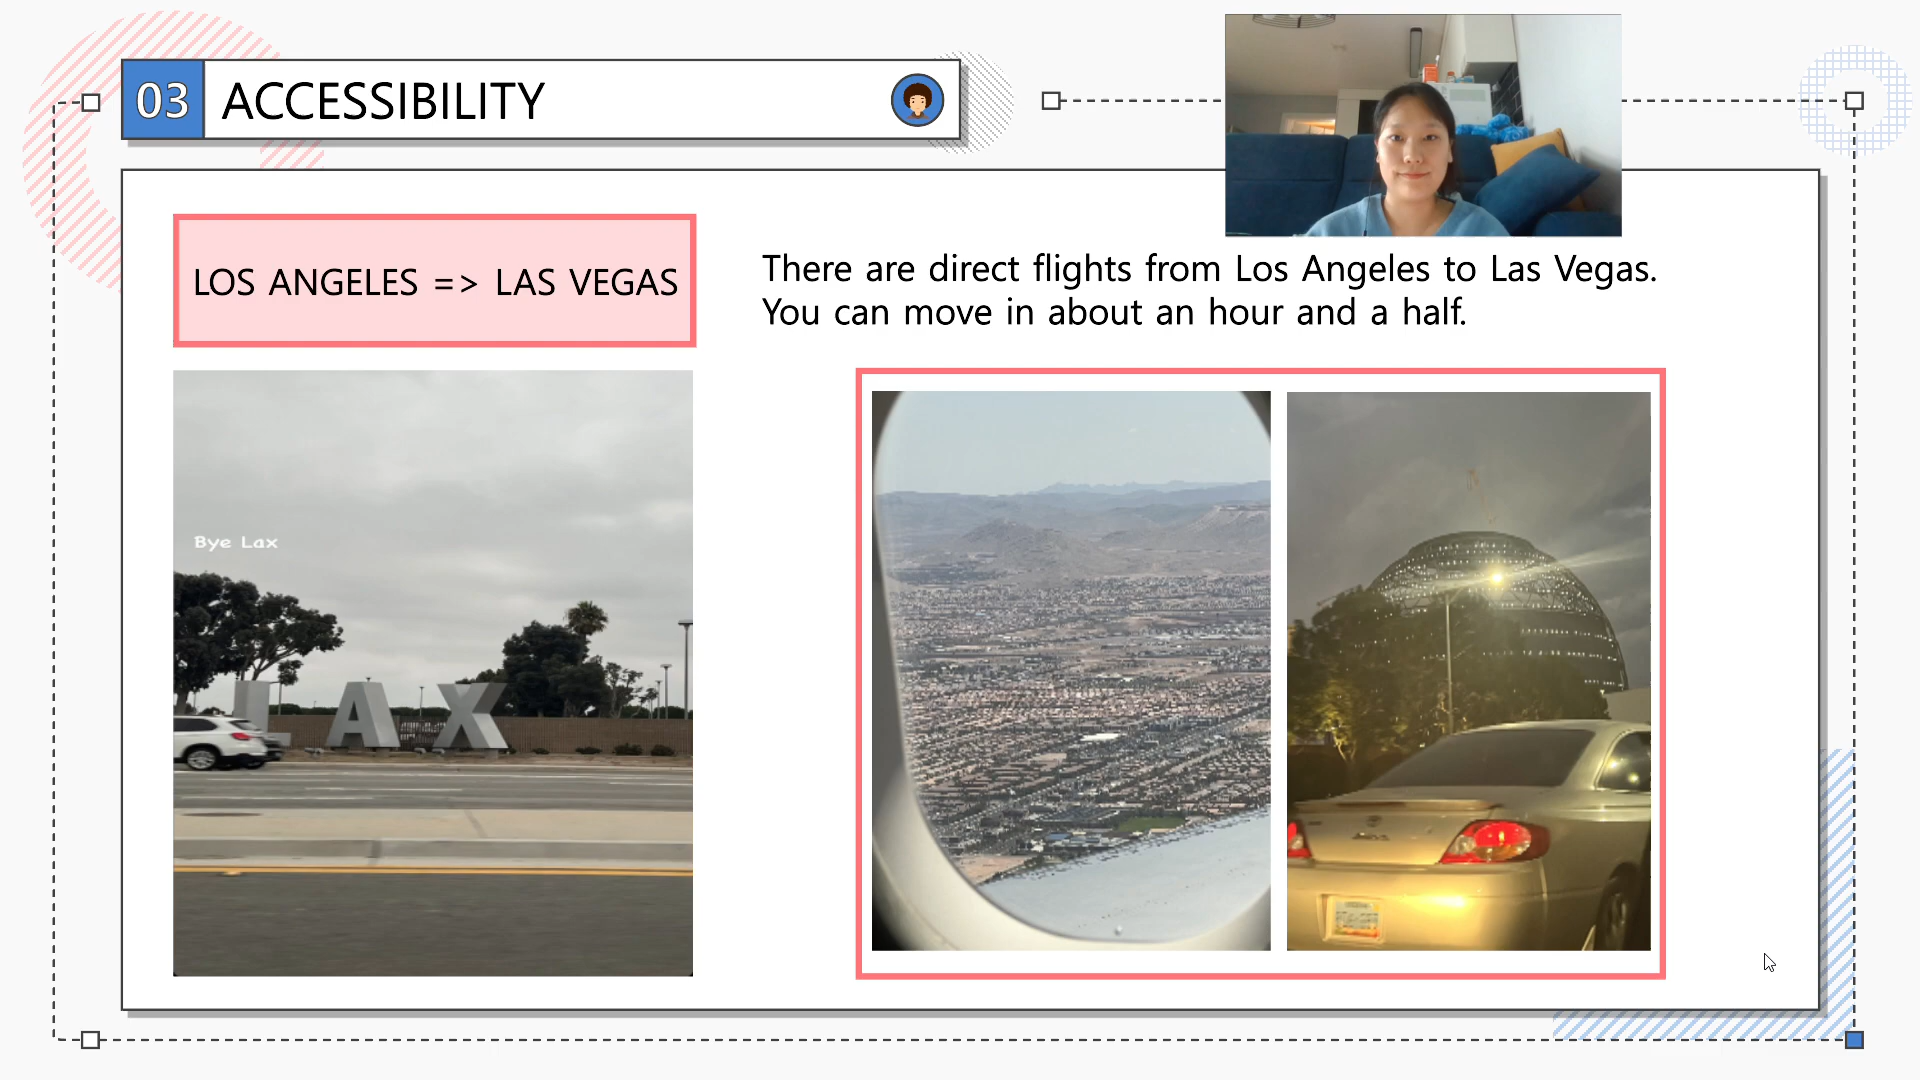 03 ACCESSIBILITY
LOS ANGELES => LAS VEGAS
There are direct flights from Los Angeles to Las Vegas.
You can move in about an hour and a half.
Bye Lax
LAX